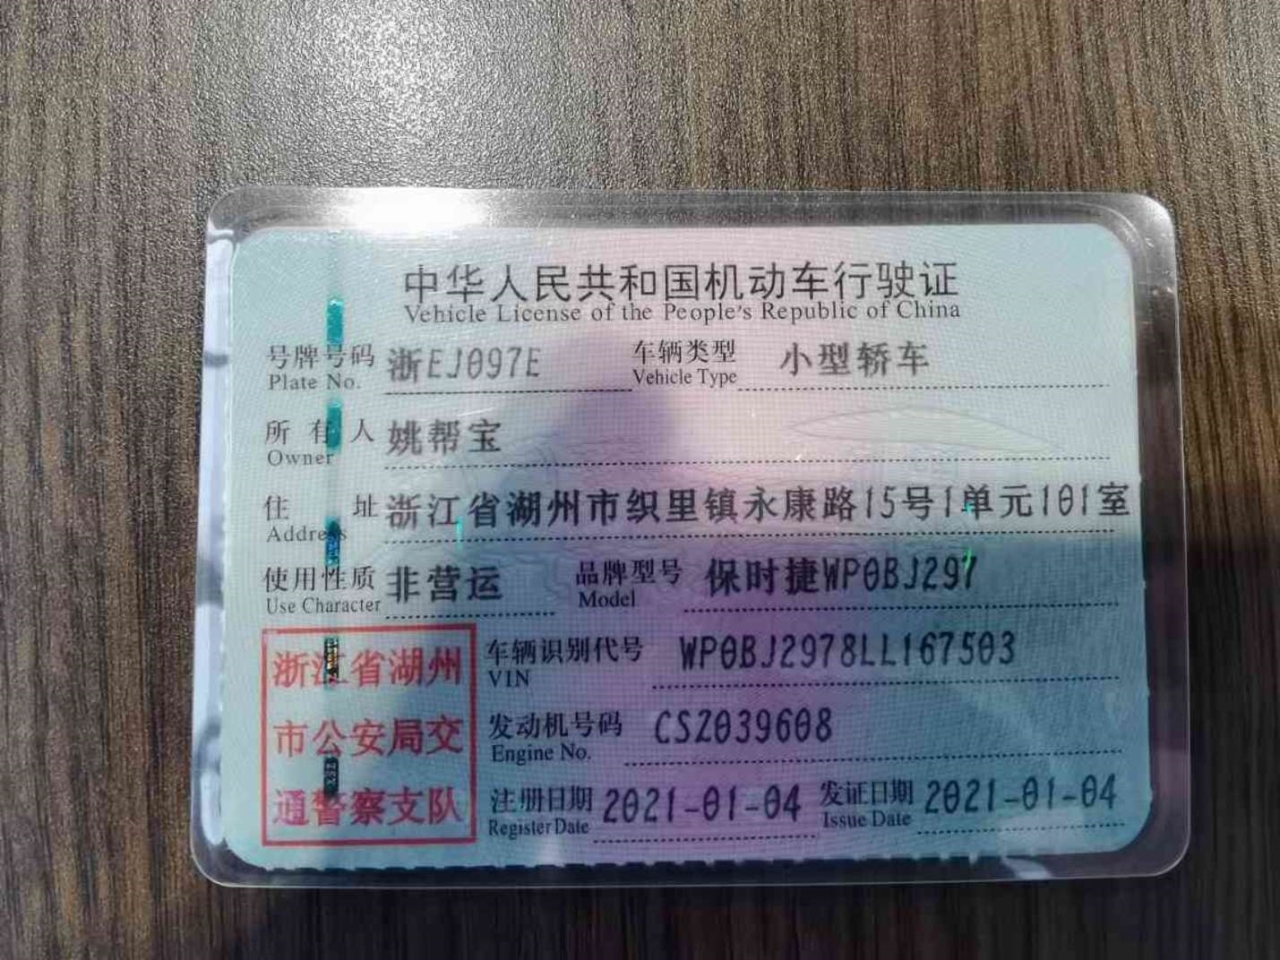 中华人民共和国机动车行驶证
Vehicle License of the People's Republic of China
号牌号码 浙EJ097E 车辆类型 小型轿车
Plate No. Vehicle Type
所有人 姚帮宝
Owner
住址 浙江省湖州市织里镇永康路15号1单元101室
Address
使用性质 非营运 品牌型号 保时捷WP0BJ297
Use Character Model
浙江省湖州
市公安局交
通警察支队
车辆识别代号 WP0BJ2978LL167503
VIN
发动机号码 CSZ039608
Engine No.
注册日期 2021-01-04 发证日期 2021-01-04
Register Date Issue Date